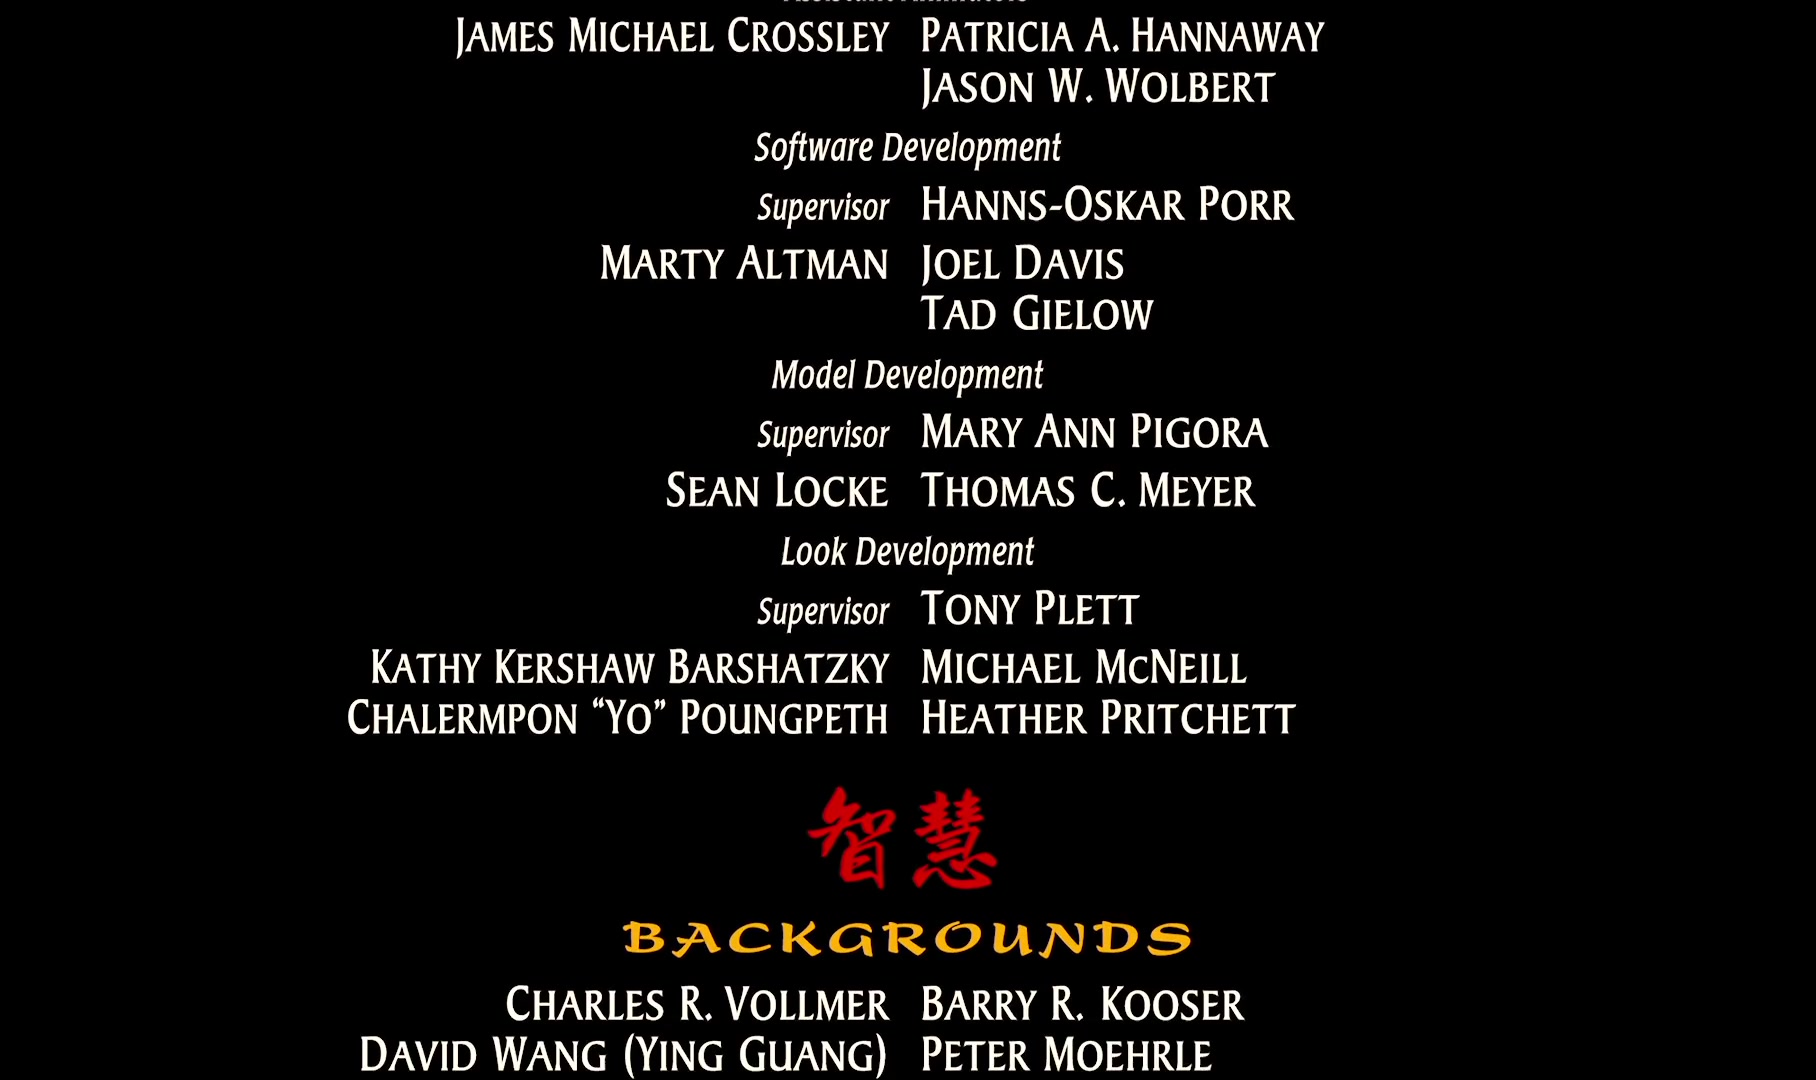 Assistant Animators
JAMES MICHAEL CROSSLEY PATRICIA A. HANNAWAY
JASON W. WOLBERT
Software Development
Supervisor HANNS-OSKAR PORR
MARTY ALTMAN JOEL DAVIS
TAD GIELOW
Model Development
Supervisor MARY ANN PIGORA
SEAN LOCKE THOMAS C. MEYER
Look Development
Supervisor TONY PLETT
KATHY KERSHAW BARSHATZKY MICHAEL MCNEILL
CHALERMPON “YO” POUNGPETH HEATHER PRITCHETT
智慧
BACKGROUNDS
CHARLES R. VOLLMER BARRY R. KOOSER
DAVID WANG (YING GUANG) PETER MOEHRLE